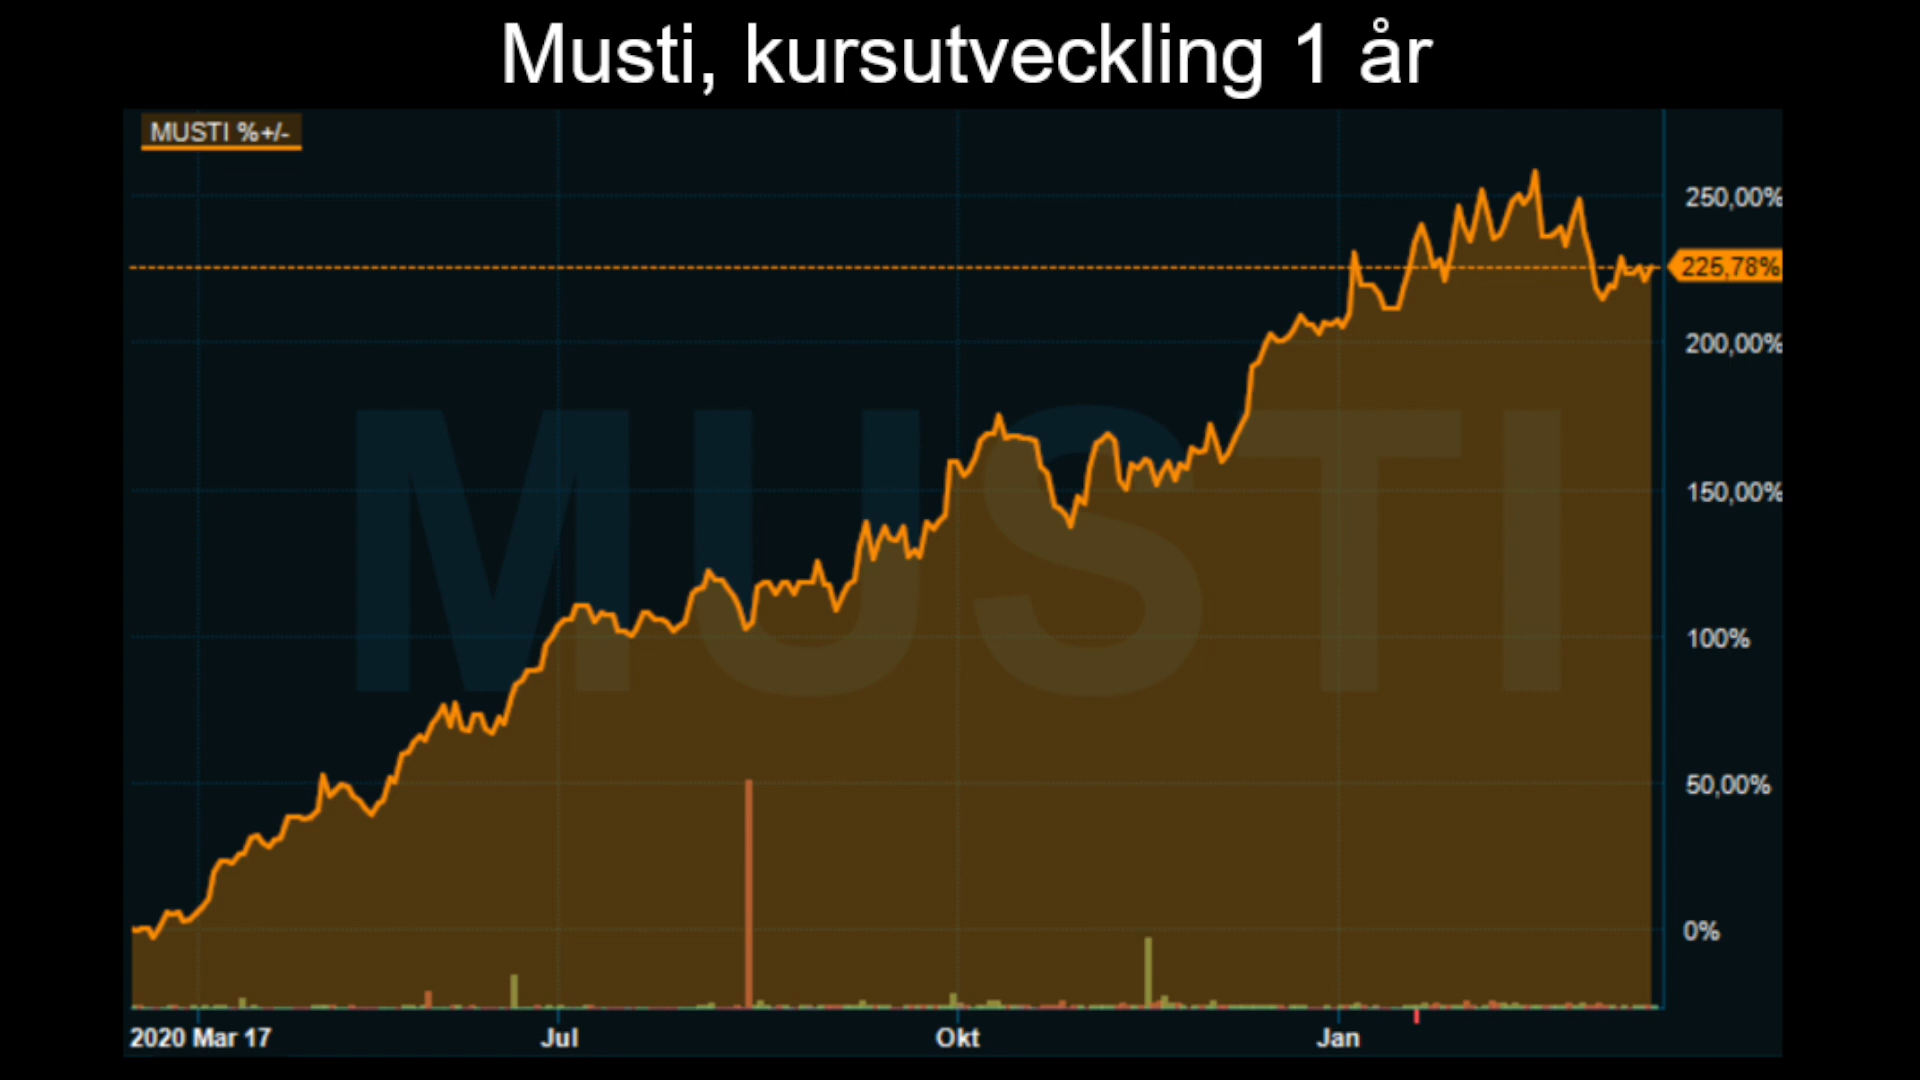 Musti, kursutveckling 1 år
MUSTI %+/-
250,00%
225,78%
200,00%
MUSTI
150,00%
100%
50,00%
0%
2020 Mar 17 Jul Okt Jan